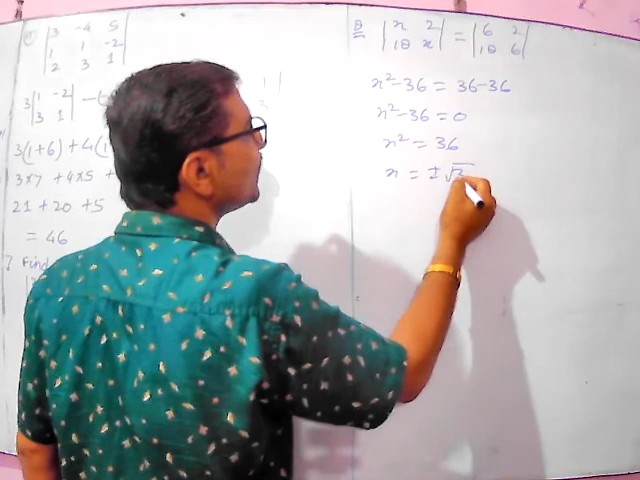 3 -4 5
1 1 -2
2 3 1
3 | 1 -2 | - (
3 1
3(1+6) + 4(1
3×7 + 4×5 +
21 + 20 + 5
= 46
7 Find
8 | x 2 | = | 6 2 |
| 18 x | | 18 6 |
x² - 36 = 36 - 36
x² - 36 = 0
x² = 36
x = ± √3